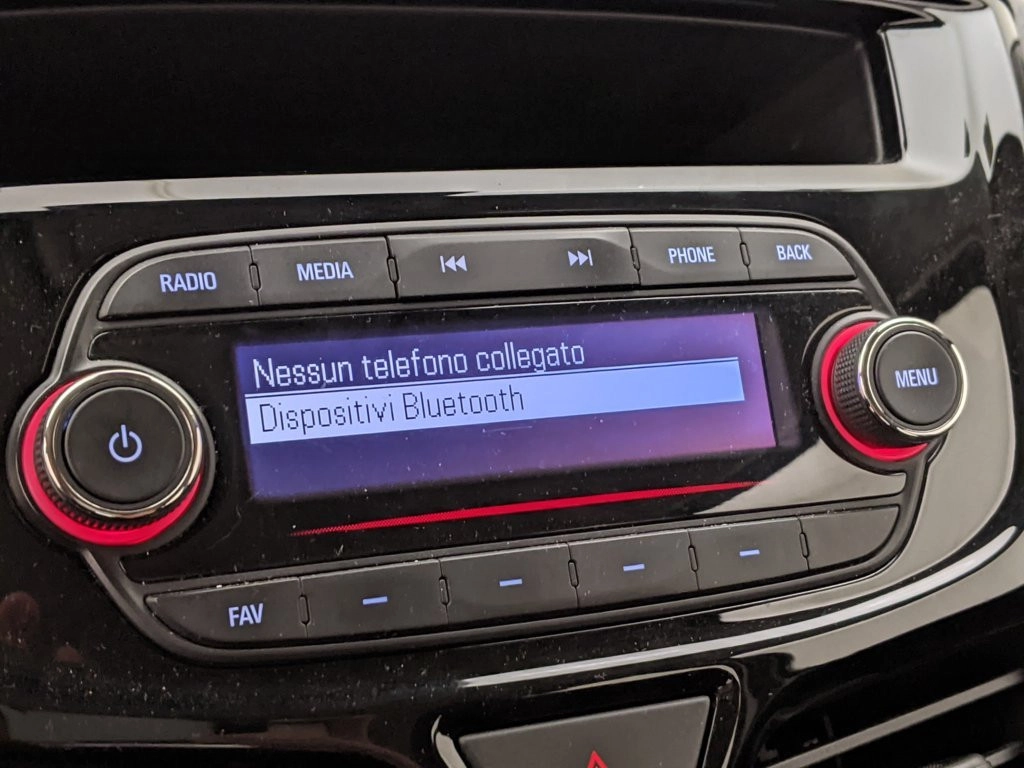 RADIO MEDIA PHONE BACK
Nessun telefono collegato
Dispositivi Bluetooth
MENU
FAV